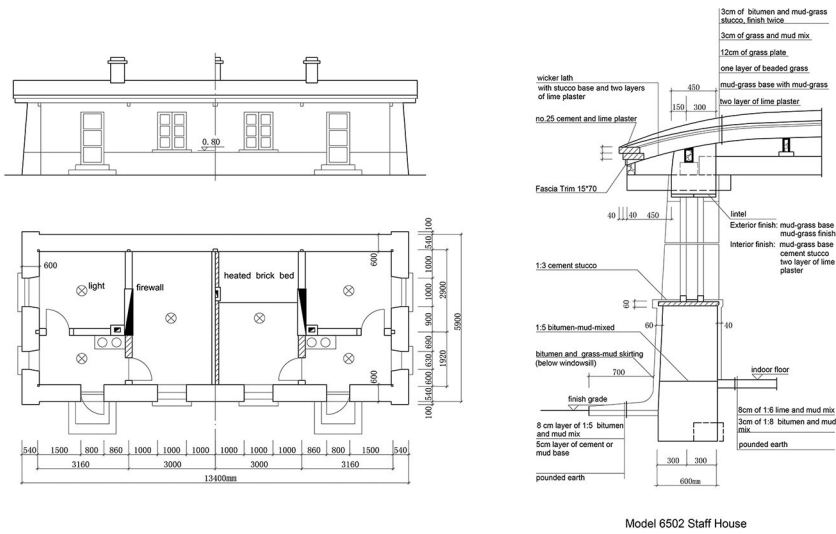 0.80
100
540
1000
2900
1000
900
5900
690
1920
630
600
540
100
600
600
light
firewall
heated brick bed
600
540 1500 800 860 1000 1000 1000 1000 1000 1000 860 800 1500 540
3160 3000 3000 3160
13400mm
3cm of bitumen and mud-grass
stucco, finish twice
3cm of grass and mud mix
12cm of grass plate
one layer of beaded grass
mud-grass base with mud-grass
two layer of lime plaster
wicker lath
with stucco base and two layers
of lime plaster
450
150 300
no.25 cement and lime plaster
Fascia Trim 15*70
40 40 450
lintel
Exterior finish: mud-grass base
mud-grass finish
Interior finish: mud-grass base
cement stucco
two layer of lime
plaster
1:3 cement stucco
60
60
40
1:5 bitumen-mud-mixed
bitumen and grass-mud skirting
(below windowsill)
700
indoor floor
finish grade
8 cm layer of 1:5 bitumen
and mud mix
5cm layer of cement or
mud base
pounded earth
8cm of 1:6 lime and mud mix
3cm of 1:8 bitumen and mud
mix
pounded earth
300 300
600mm
Model 6502 Staff House